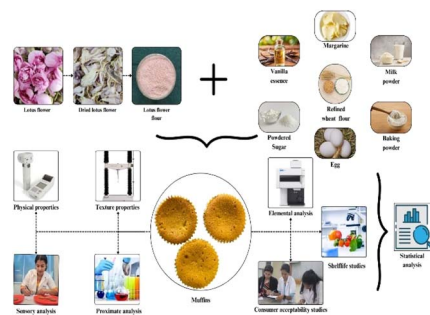 Margarine
Vanilla
essence
Milk
powder
Lotus flower
Dried lotus flower
Lotus flower
flour
Refined
wheat flour
Powdered
Sugar
Baking
powder
Egg
Physical properties
Texture properties
Elemental analysis
Shelflife studies
Statistical
analysis
Sensory analysis
Proximate analysis
Muffins
Consumer acceptability studies